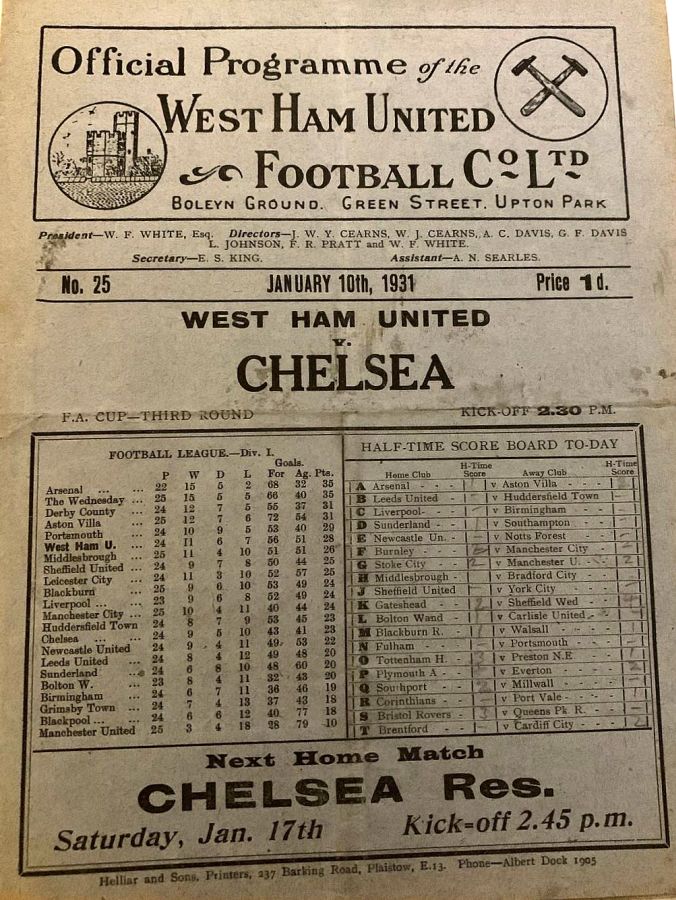 Official Programme of the
WEST HAM UNITED
FOOTBALL Co. LTD.
BOLEYN GROUND. GREEN STREET. UPTON PARK
President—W. F. WHITE, Esq. Directors—J. W. Y. CEARNS, W. J. CEARNS, A. C. DAVIS, G. F. DAVIS
L. JOHNSON, F. R. PRATT and W. F. WHITE.
Secretary—E. S. KING. Assistant—A. N. SEARLES.
No. 25 JANUARY 10th, 1931 Price 1d.
WEST HAM UNITED
v.
CHELSEA
F.A. CUP—THIRD ROUND KICK-OFF 2.30 P.M.
FOOTBALL LEAGUE.—Div. I.
Goals.
P W D L For Ag. Pts.
Arsenal ... ... 22 15 5 2 68 32 35
The Wednesday ... 25 15 5 5 66 40 35
Derby County ... 24 12 7 5 55 37 31
Aston Villa ... 25 12 7 6 72 54 31
Portsmouth ... 24 10 9 5 53 40 29
West Ham U. ... 24 11 6 7 56 51 28
Middlesbrough ... 25 11 4 10 51 51 26
Sheffield United ... 24 9 7 8 50 44 25
Leicester City ... 24 11 3 10 52 57 25
Blackburn ... 25 9 6 10 53 49 24
Liverpool ... ... 23 9 6 8 52 49 24
Manchester City ... 25 10 4 11 40 44 24
Huddersfield Town 24 8 7 9 53 45 23
Chelsea ... ... 24 9 5 10 43 41 23
Newcastle United 24 9 4 11 49 53 22
Leeds United ... 24 8 4 12 49 48 20
Sunderland ... 24 6 8 10 48 60 20
Bolton W. ... 23 8 4 11 32 43 20
Birmingham ... 24 6 7 11 36 46 19
Grimsby Town ... 24 7 4 13 37 43 18
Blackpool ... ... 24 6 6 12 40 77 18
Manchester United 25 3 4 18 28 79 10
HALF-TIME SCORE BOARD TO-DAY
Home Club H-Time Score Away Club H-Time Score
A Arsenal v Aston Villa
B Leeds United v Huddersfield Town
C Liverpool v Birmingham
D Sunderland v Southampton
E Newcastle Un. v Notts Forest
F Burnley v Manchester City
G Stoke City 2 v Manchester U. 2
H Middlesbrough v Bradford City
J Sheffield United v York City
K Gateshead 2 v Sheffield Wed 4
L Bolton Wand v Carlisle United
M Blackburn R. v Walsall
N Fulham v Portsmouth
O Tottenham H. 3 v Preston N.E
P Plymouth A v Everton 2
Q Southport 2 v Millwall
R Corinthians v Port Vale
S Bristol Rovers 3 v Queens Pk R.
T Brentford v Cardiff City
Next Home Match
CHELSEA Res.
Saturday, Jan. 17th Kick=off 2.45 p.m.
Helliar and Sons, Printers, 237 Barking Road, Plaistow, E.13. Phone—Albert Dock 1905